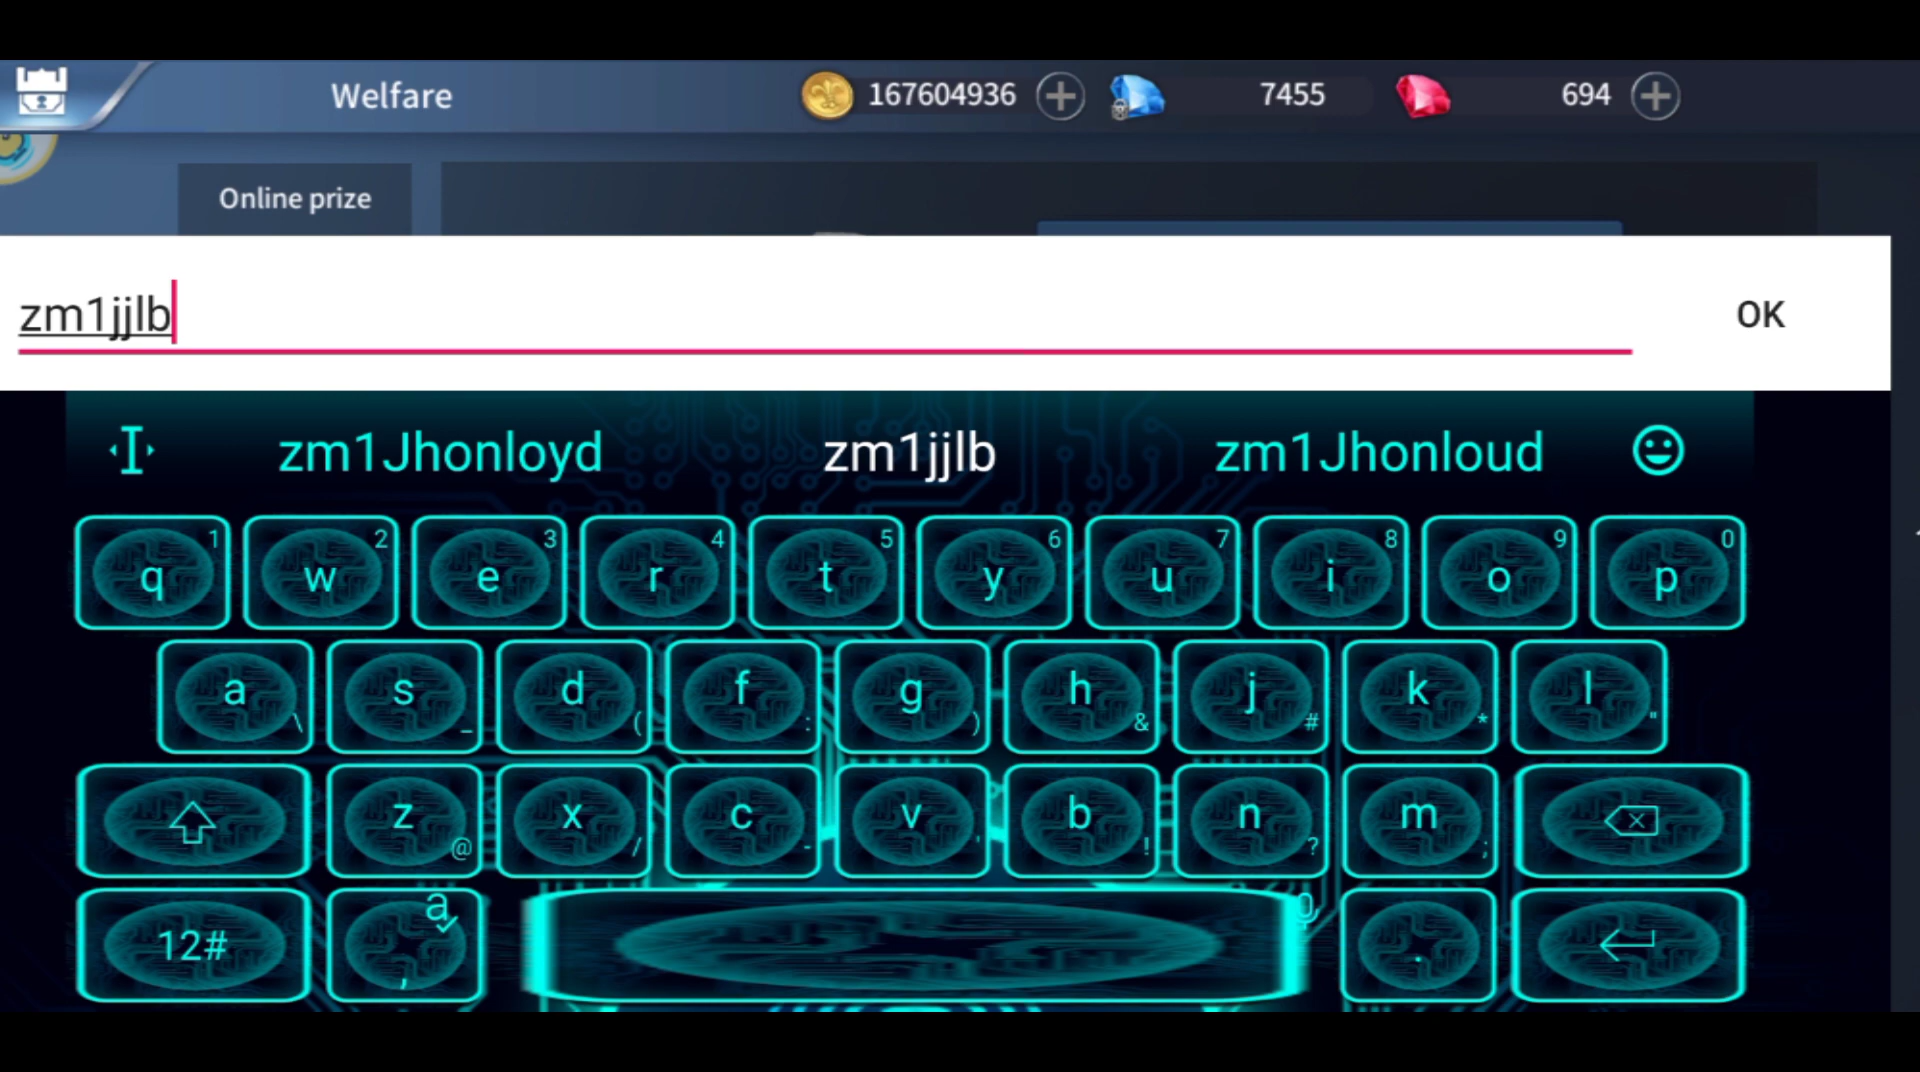 Welfare 167604936 7455 694
Online prize
zm1jjlb OK
zm1Jhonloyd zm1jjlb zm1Jhonloud
q 1 w 2 e 3 r 4 t 5 y 6 u 7 i 8 o 9 p 0
a \ s _ d ( f : g ) h & j # k * l "
z @ x / c - v ' b ! n ? m ;
12# a , .